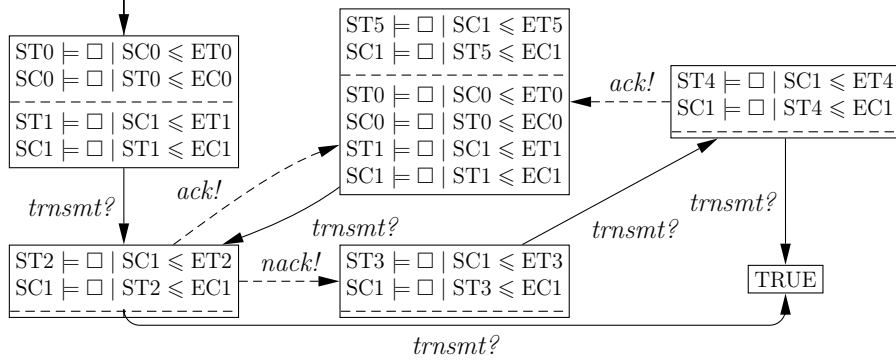 ST0 ⊨ □ | SC0 ⩽ ET0
SC0 ⊨ □ | ST0 ⩽ EC0
ST1 ⊨ □ | SC1 ⩽ ET1
SC1 ⊨ □ | ST1 ⩽ EC1
ST5 ⊨ □ | SC1 ⩽ ET5
SC1 ⊨ □ | ST5 ⩽ EC1
ST0 ⊨ □ | SC0 ⩽ ET0
SC0 ⊨ □ | ST0 ⩽ EC0
ST1 ⊨ □ | SC1 ⩽ ET1
SC1 ⊨ □ | ST1 ⩽ EC1
ack!
ST4 ⊨ □ | SC1 ⩽ ET4
SC1 ⊨ □ | ST4 ⩽ EC1
trnsmt?
ack!
trnsmt?
trnsmt?
trnsmt?
ST2 ⊨ □ | SC1 ⩽ ET2
SC1 ⊨ □ | ST2 ⩽ EC1
nack!
ST3 ⊨ □ | SC1 ⩽ ET3
SC1 ⊨ □ | ST3 ⩽ EC1
TRUE
trnsmt?